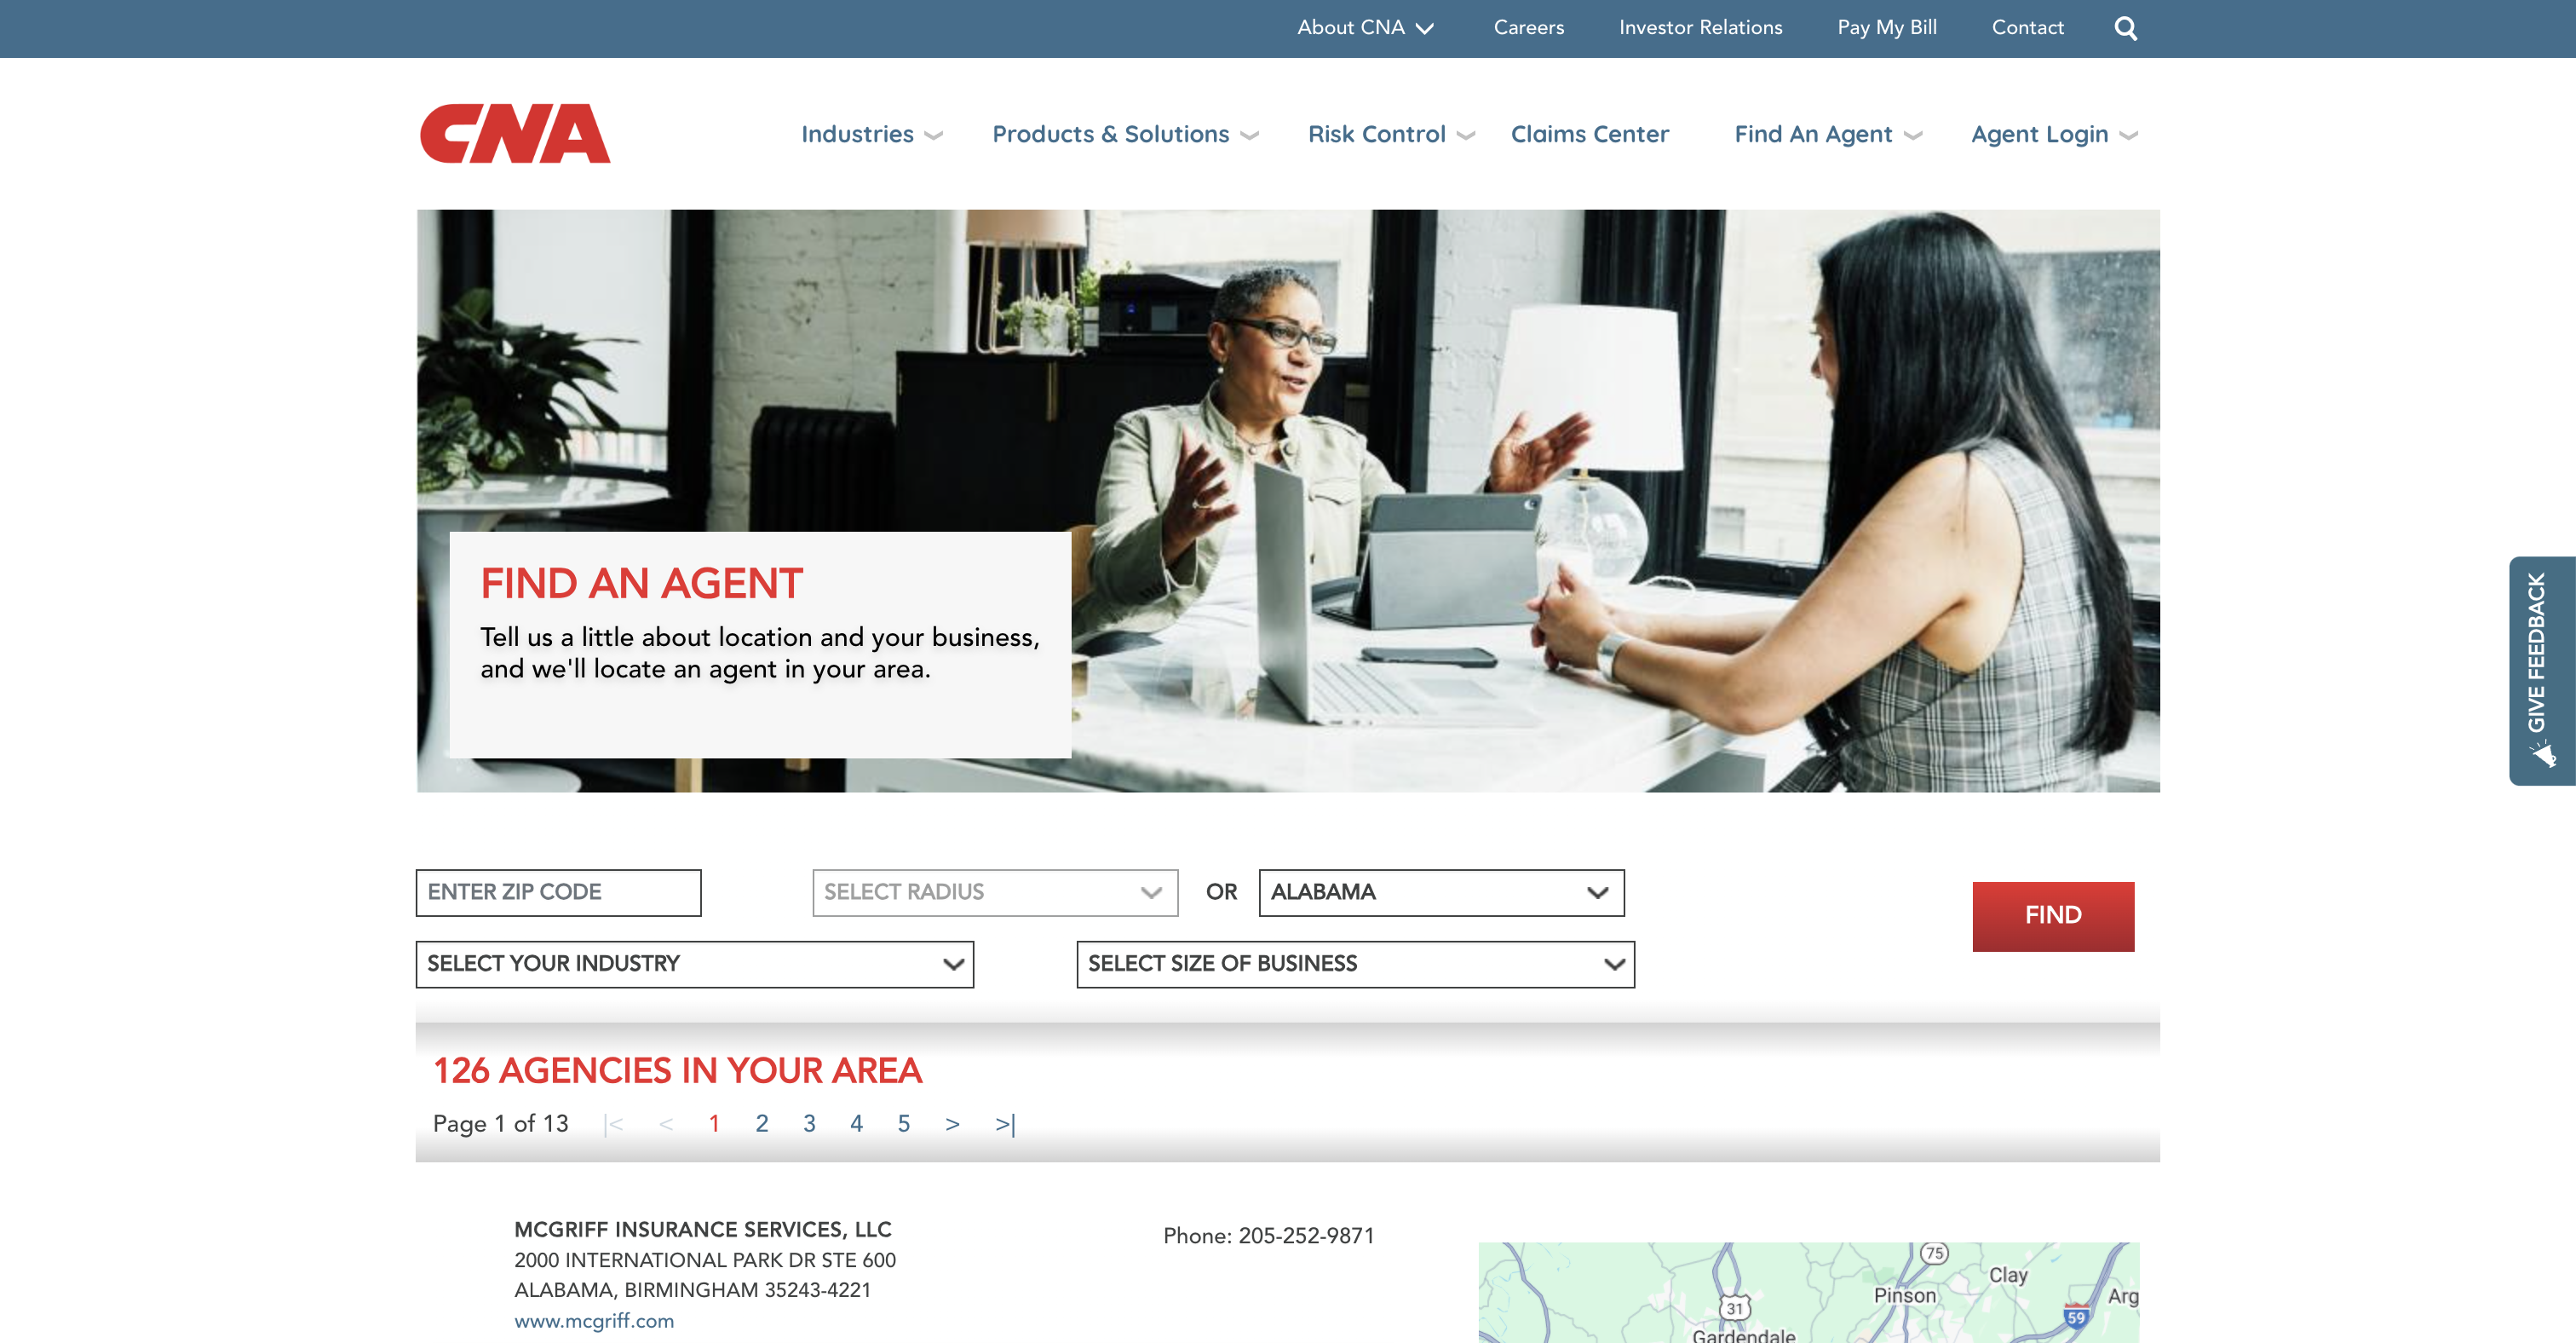 About CNA
Careers
Investor Relations
Pay My Bill
Contact
CNA
Industries
Products & Solutions
Risk Control
Claims Center
Find An Agent
Agent Login
FIND AN AGENT
Tell us a little about location and your business,
and we'll locate an agent in your area.
GIVE FEEDBACK
ENTER ZIP CODE
SELECT RADIUS
OR
ALABAMA
FIND
SELECT YOUR INDUSTRY
SELECT SIZE OF BUSINESS
126 AGENCIES IN YOUR AREA
Page 1 of 13 |< < 1 2 3 4 5 > >|
MCGRIFF INSURANCE SERVICES, LLC
2000 INTERNATIONAL PARK DR STE 600
ALABAMA, BIRMINGHAM 35243-4221
www.mcgriff.com
Phone: 205-252-9871
75
Clay
Pinson
Arg
31
59
Gardendale